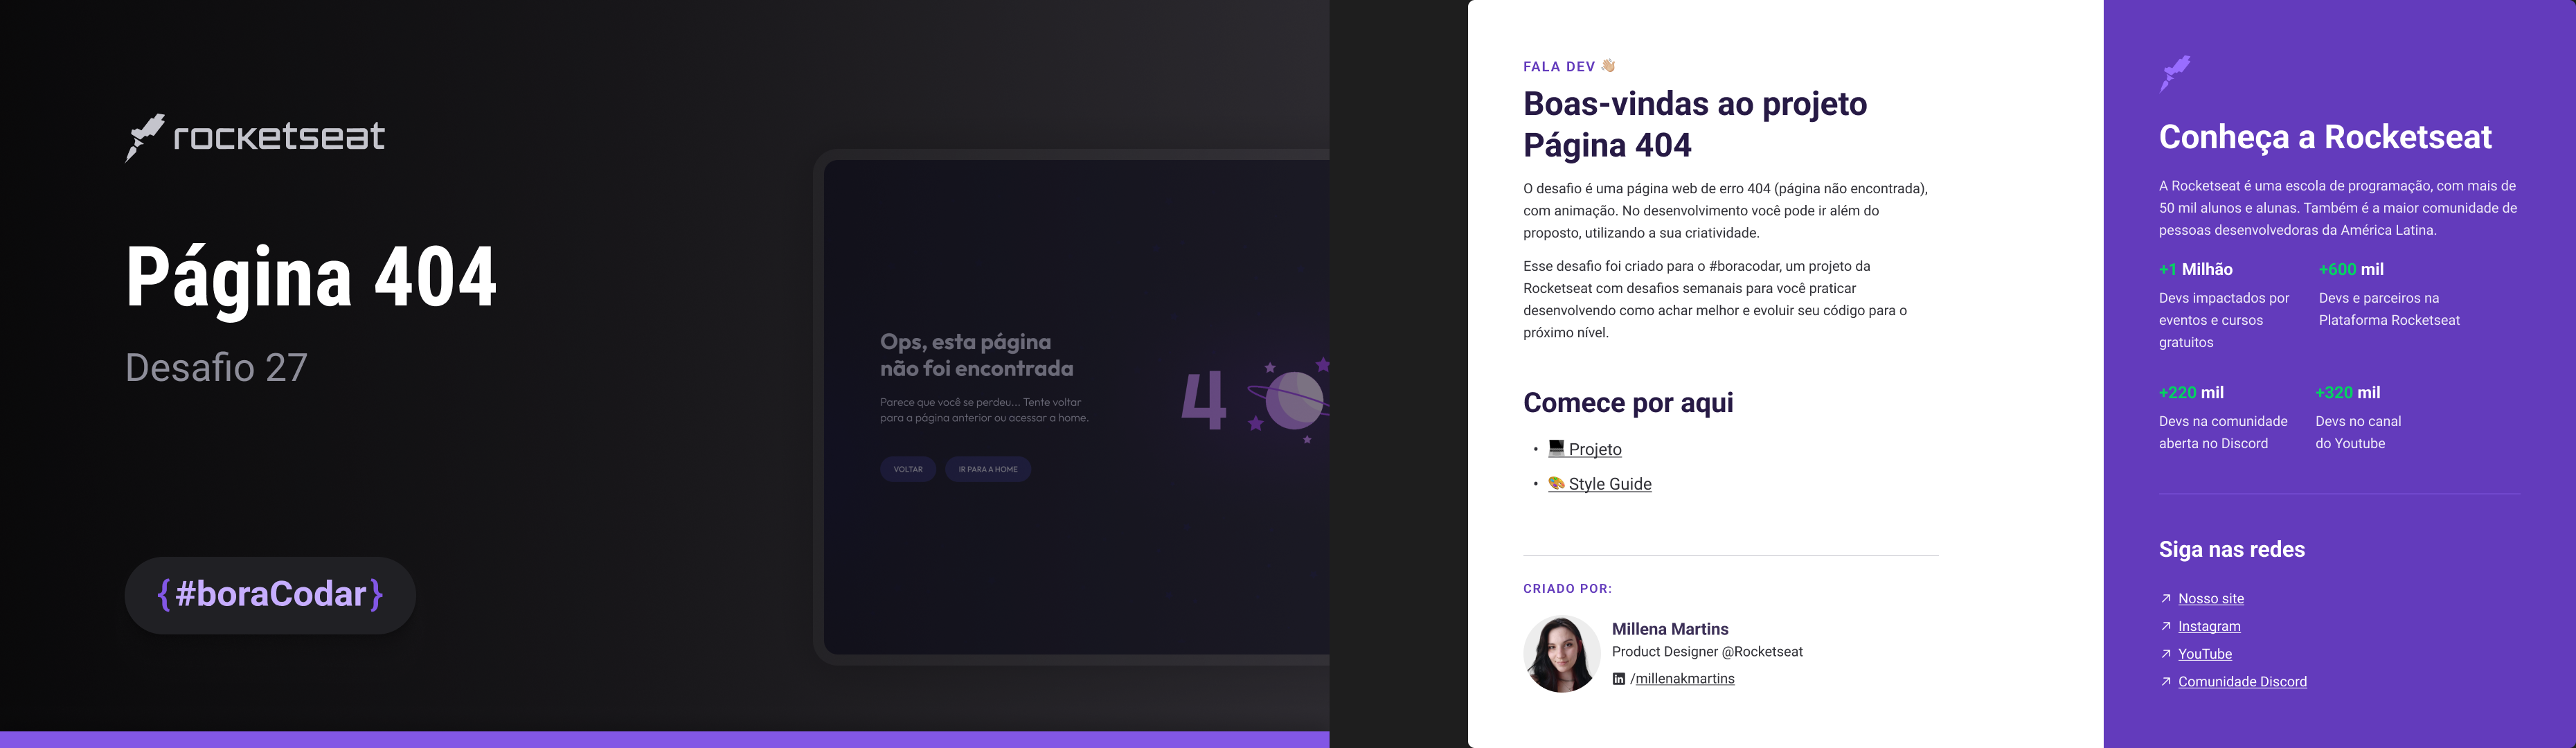 rocketseat
Página 404
Desafio 27
{#boraCodar}
Ops, esta página
não foi encontrada
Parece que você se perdeu... Tente voltar
para a página anterior ou acessar a home.
VOLTAR
IR PARA A HOME
4
FALA DEV 👋🏼
Boas-vindas ao projeto
Página 404
O desafio é uma página web de erro 404 (página não encontrada),
com animação. No desenvolvimento você pode ir além do
proposto, utilizando a sua criatividade.
Esse desafio foi criado para o #boracodar, um projeto da
Rocketseat com desafios semanais para você praticar
desenvolvendo como achar melhor e evoluir seu código para o
próximo nível.
Comece por aqui
• 💻 Projeto
• 🎨 Style Guide
CRIADO POR:
Millena Martins
Product Designer @Rocketseat
in /millenakmartins
Conheça a Rocketseat
A Rocketseat é uma escola de programação, com mais de
50 mil alunos e alunas. Também é a maior comunidade de
pessoas desenvolvedoras da América Latina.
+1 Milhão
Devs impactados por
eventos e cursos
gratuitos
+600 mil
Devs e parceiros na
Plataforma Rocketseat
+220 mil
Devs na comunidade
aberta no Discord
+320 mil
Devs no canal
do Youtube
Siga nas redes
↗ Nosso site
↗ Instagram
↗ YouTube
↗ Comunidade Discord